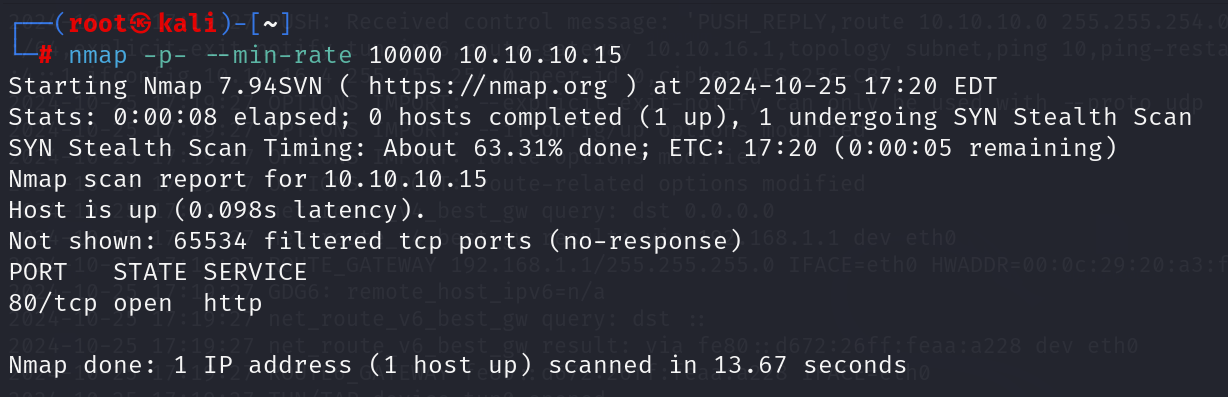 ┌──(root㉿kali)-[~]
└─# nmap -p- --min-rate 10000 10.10.10.15
Starting Nmap 7.94SVN ( https://nmap.org ) at 2024-10-25 17:20 EDT
Stats: 0:00:08 elapsed; 0 hosts completed (1 up), 1 undergoing SYN Stealth Scan
SYN Stealth Scan Timing: About 63.31% done; ETC: 17:20 (0:00:05 remaining)
Nmap scan report for 10.10.10.15
Host is up (0.098s latency).
Not shown: 65534 filtered tcp ports (no-response)
PORT   STATE SERVICE
80/tcp open  http
Nmap done: 1 IP address (1 host up) scanned in 13.67 seconds